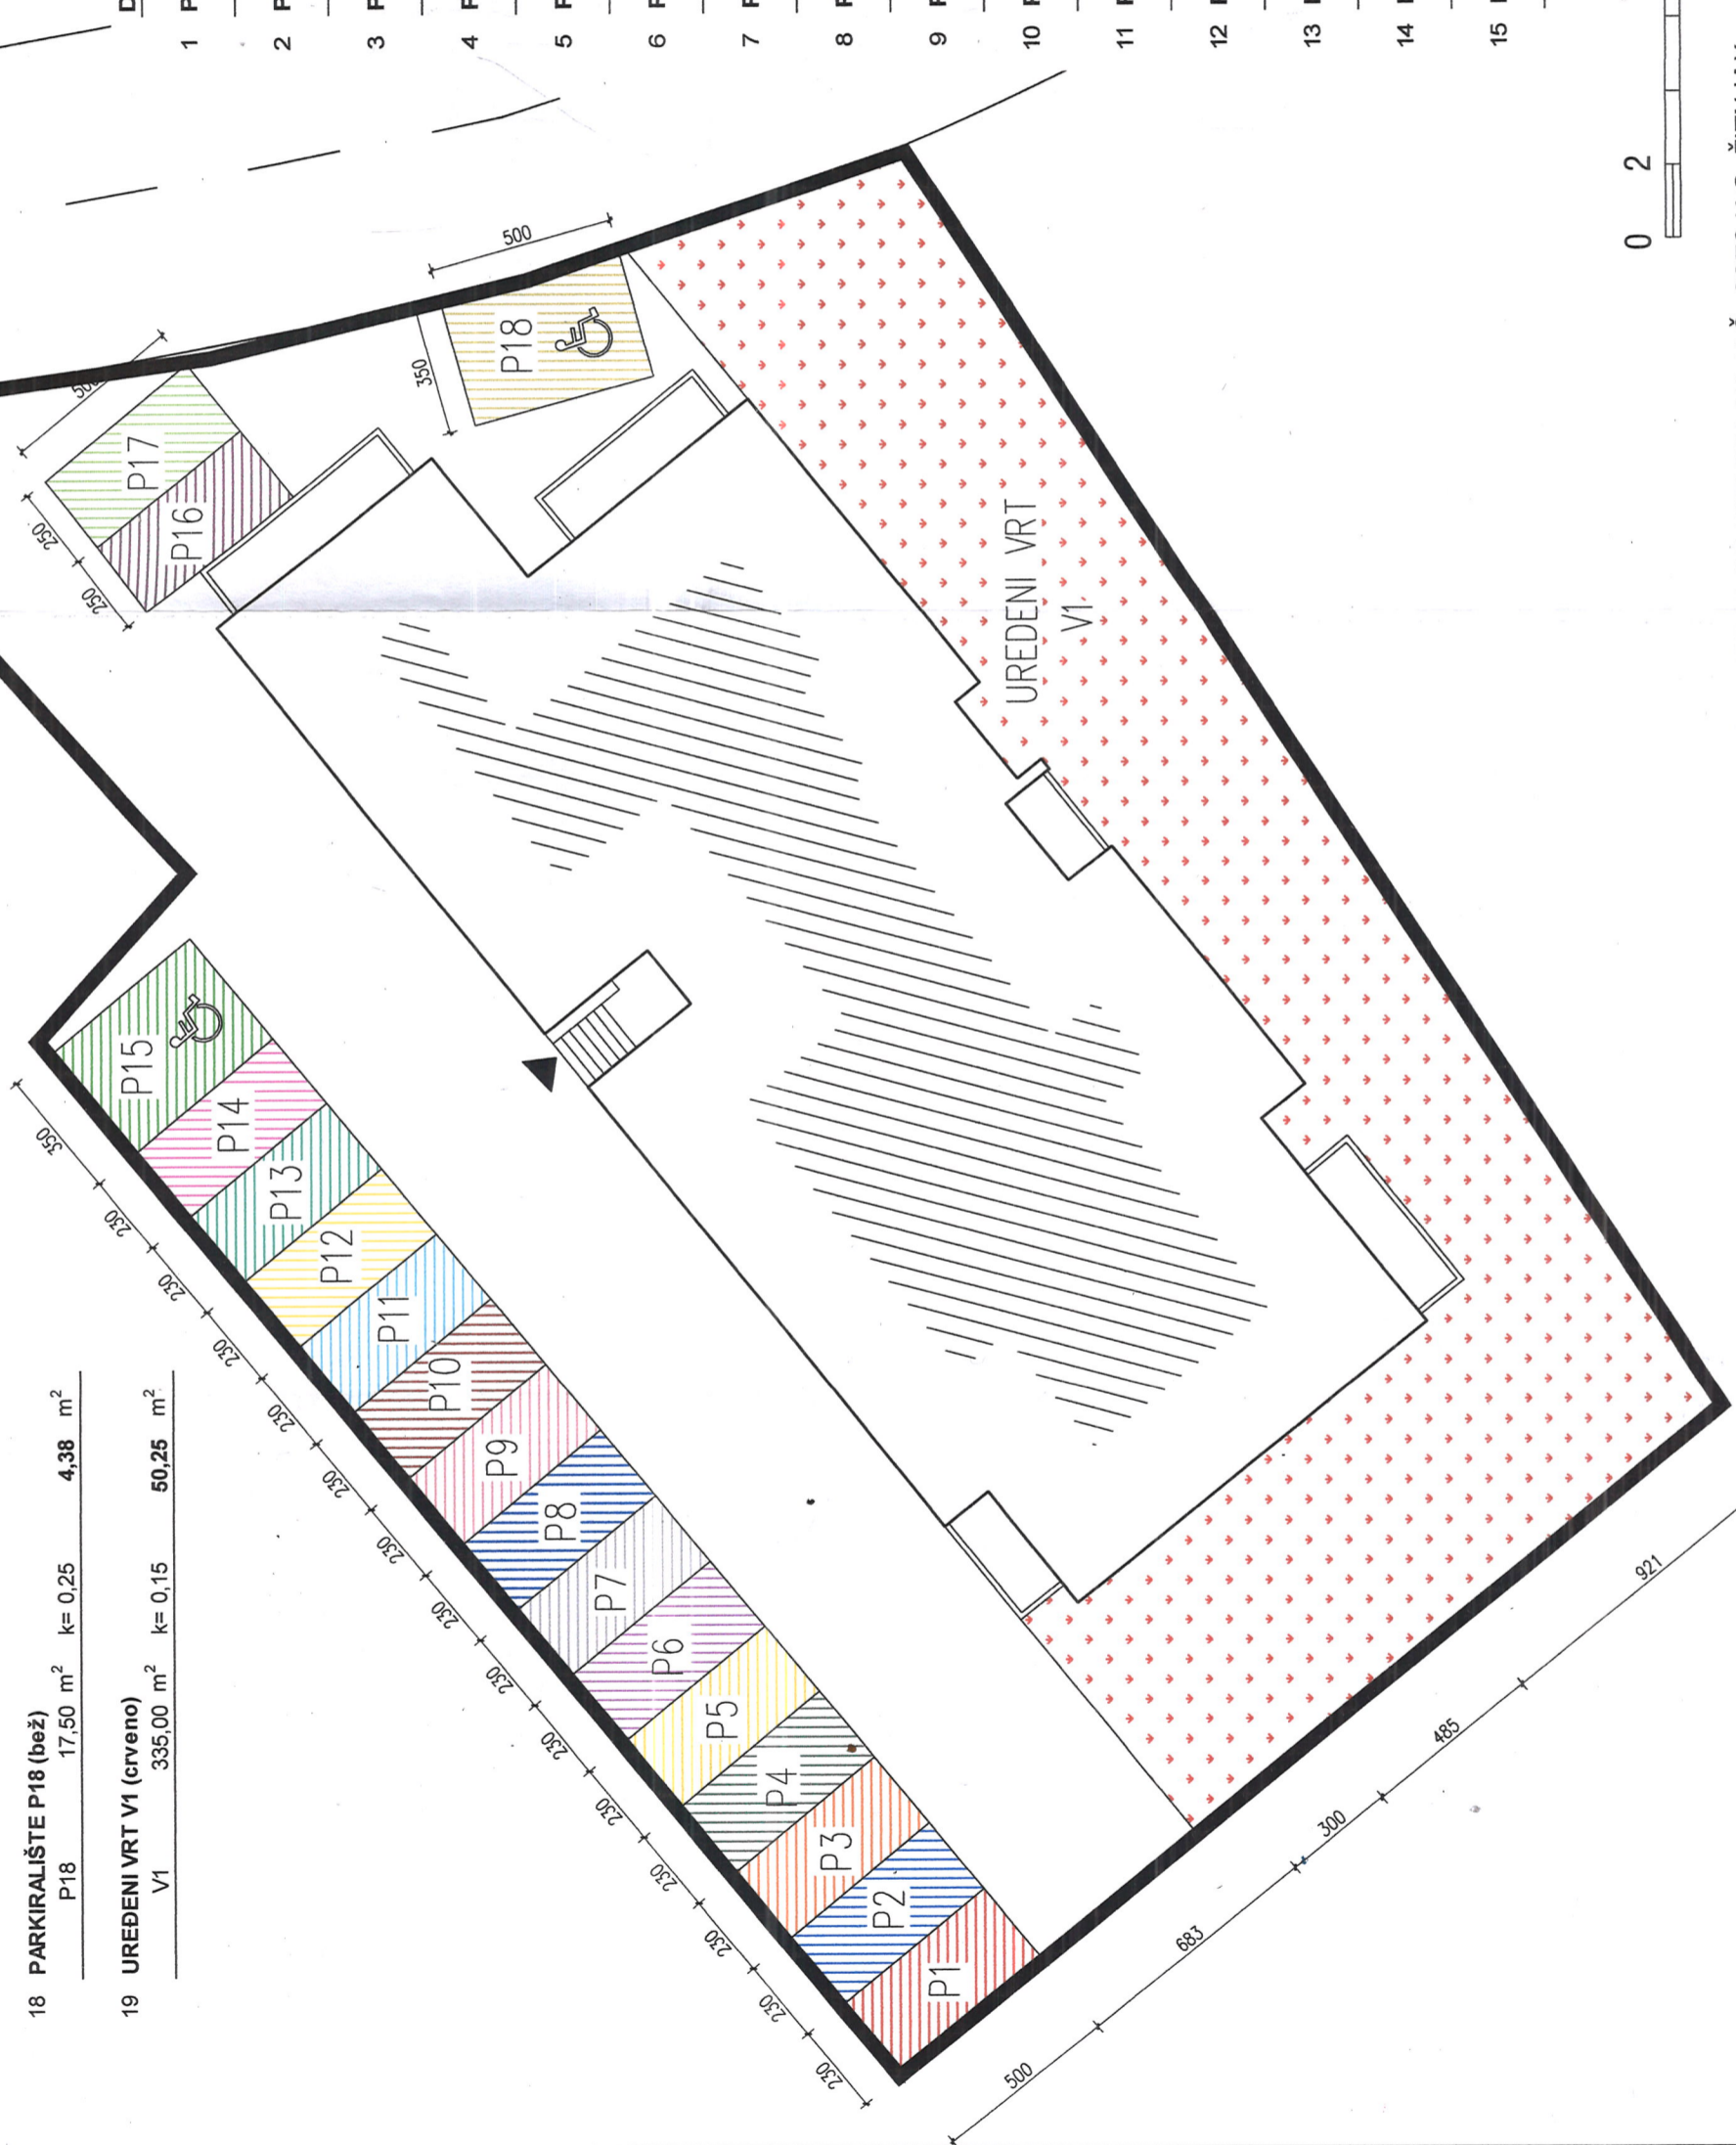 18 PARKIRALIŠTE P18 (bež)
P18 17,50 m² k= 0,25 4,38 m²
19 UREĐENI VRT V1 (crveno)
V1 335,00 m² k= 0,15 50,25 m²
1
2
3
4
5
6
7
8
9
10
11
12
13
14
15
0 2
P1
P2
P3
P4
P5
P6
P7
P8
P9
P10
P11
P12
P13
P14
P15
P16
P17
P18
UREĐENI VRT
V1
350
230
230
230
230
230
230
230
230
230
230
230
230
230
230
250
250
350
500
500
683
300
485
921